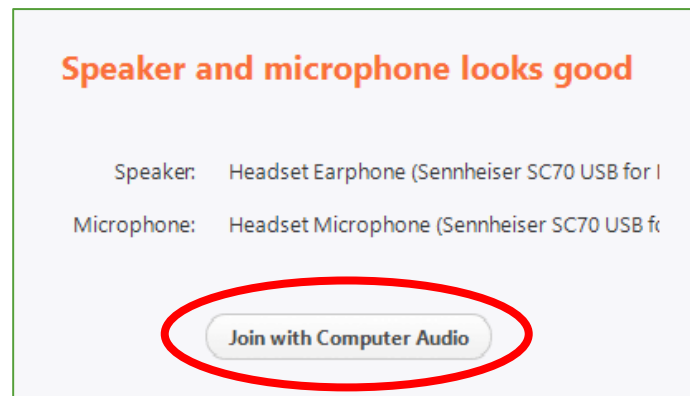 Speaker and microphone looks good
Speaker: Headset Earphone (Sennheiser SC70 USB for
Microphone: Headset Microphone (Sennheiser SC70 USB
Join with Computer Audio